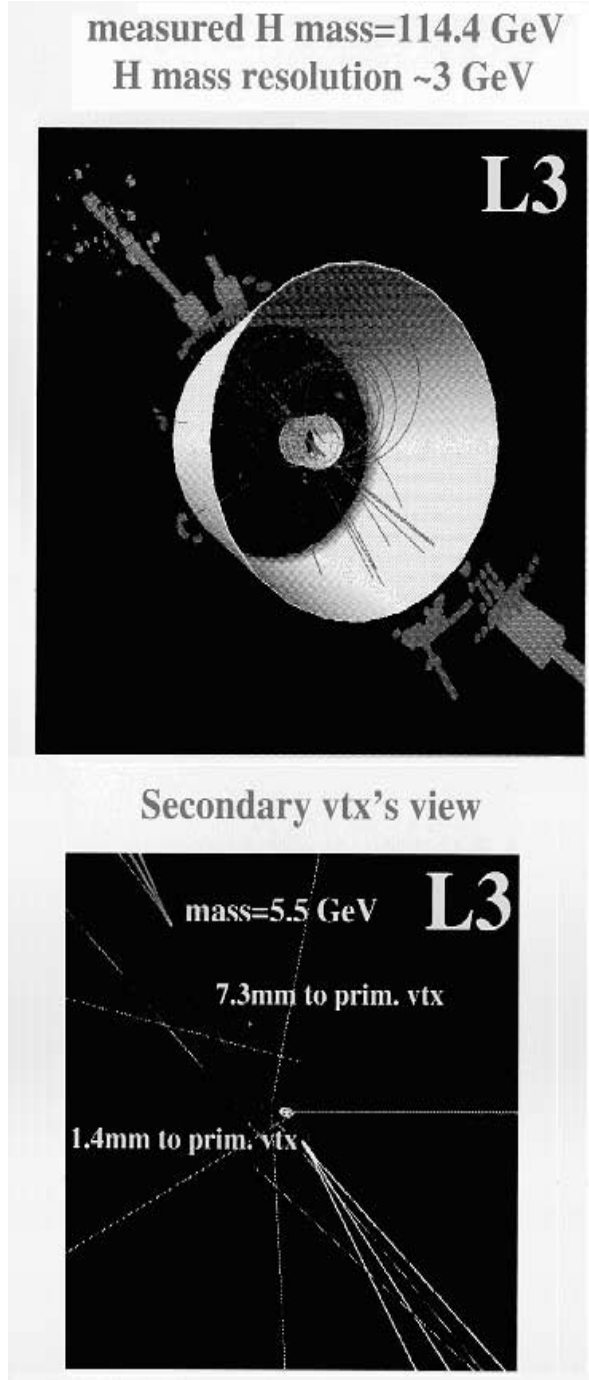 measured H mass=114.4 GeV
H mass resolution ~3 GeV
L3
Secondary vtx's view
L3
mass=5.5 GeV
7.3mm to prim. vtx
1.4mm to prim. vtx